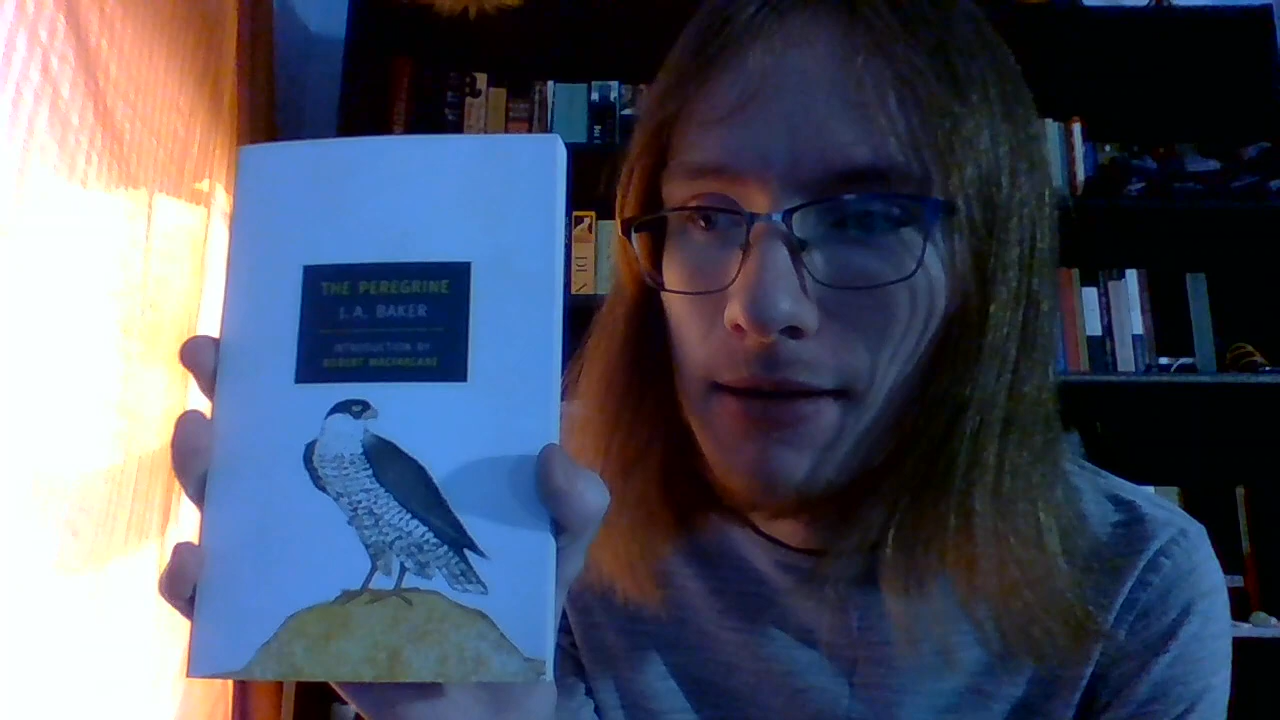 THE PEREGRINE
J. A. BAKER
INTRODUCTION BY
ROBERT MACFARLANE